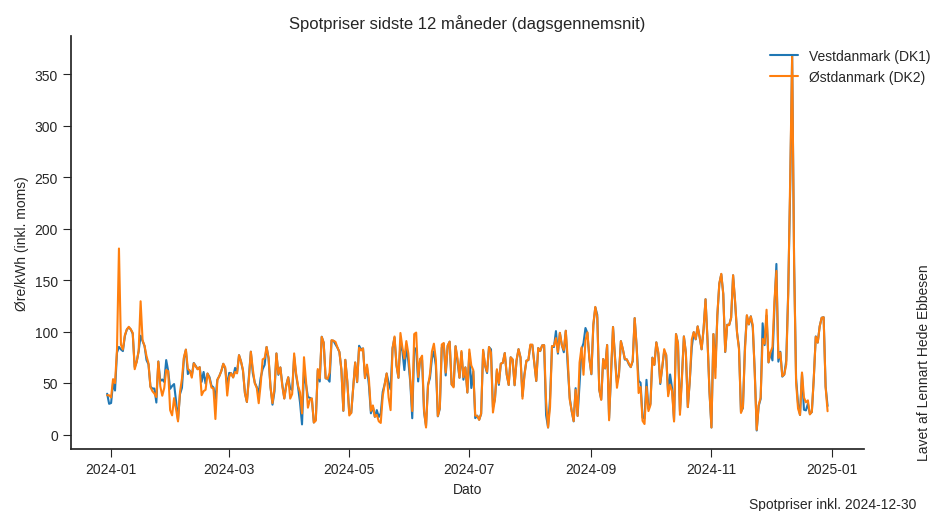 Spotpriser sidste 12 måneder (dagsgennemsnit)
Vestdanmark (DK1)
Østdanmark (DK2)
Øre/kWh (inkl. moms)
350
300
250
200
150
100
50
0
2024-01
2024-03
2024-05
2024-07
2024-09
2024-11
2025-01
Dato
Lavet af Lennart Hede Ebbesen
Spotpriser inkl. 2024-12-30